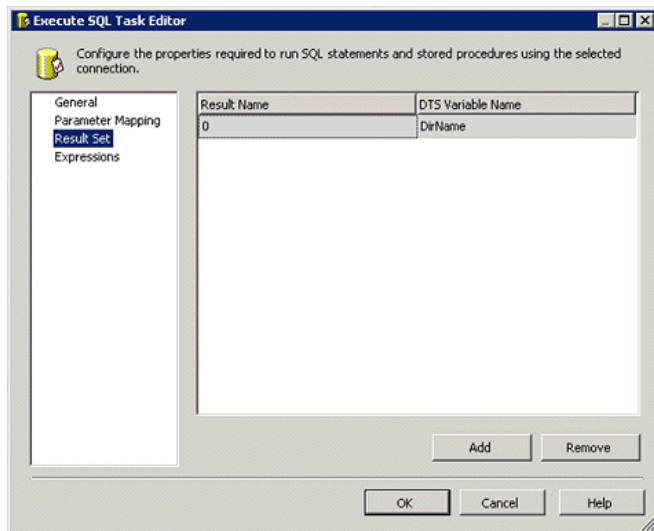 Execute SQL Task Editor
Configure the properties required to run SQL statements and stored procedures using the selected
connection.
General
Parameter Mapping
Result Set
Expressions
Result Name DTS Variable Name
0 DirName
Add Remove
OK Cancel Help